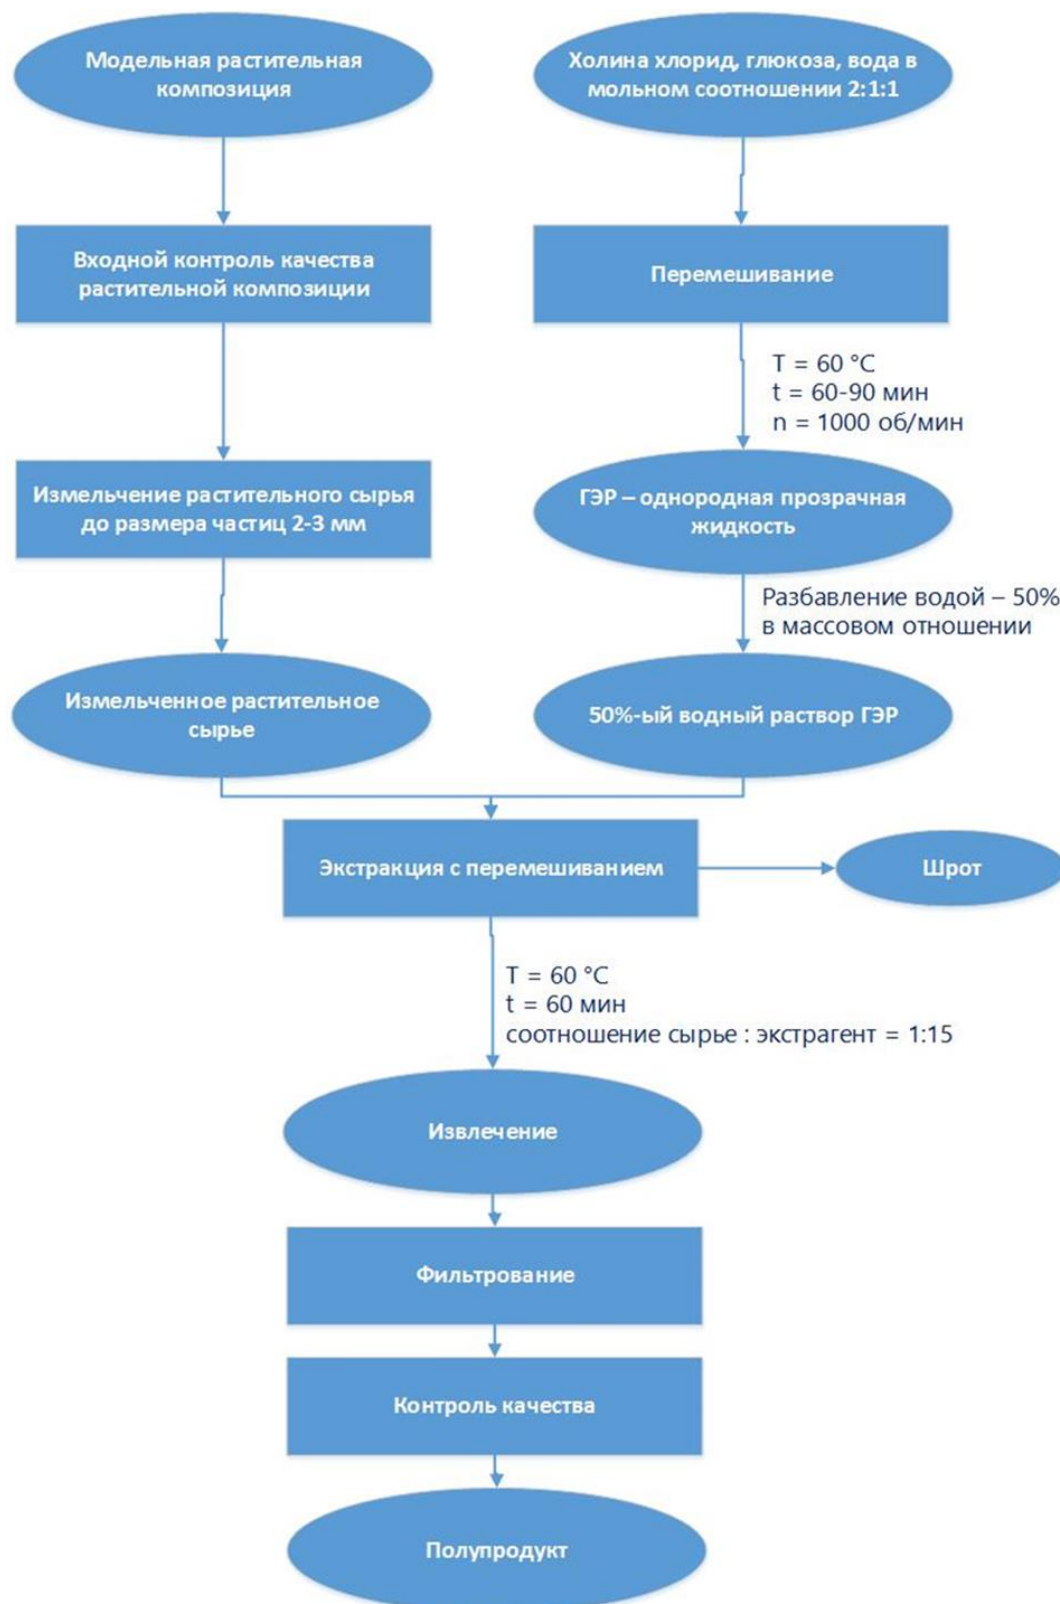 Модельная растительная
композиция
Холина хлорид, глюкоза, вода в
мольном соотношении 2:1:1
Входной контроль качества
растительной композиции
Перемешивание
T = 60 °C
t = 60-90 мин
n = 1000 об/мин
Измельчение растительного сырья
до размера частиц 2-3 мм
ГЭР – однородная прозрачная
жидкость
Разбавление водой – 50%
в массовом отношении
Измельченное растительное
сырье
50%-ый водный раствор ГЭР
Экстракция с перемешиванием
Шрот
T = 60 °C
t = 60 мин
соотношение сырье : экстрагент = 1:15
Извлечение
Фильтрование
Контроль качества
Полупродукт